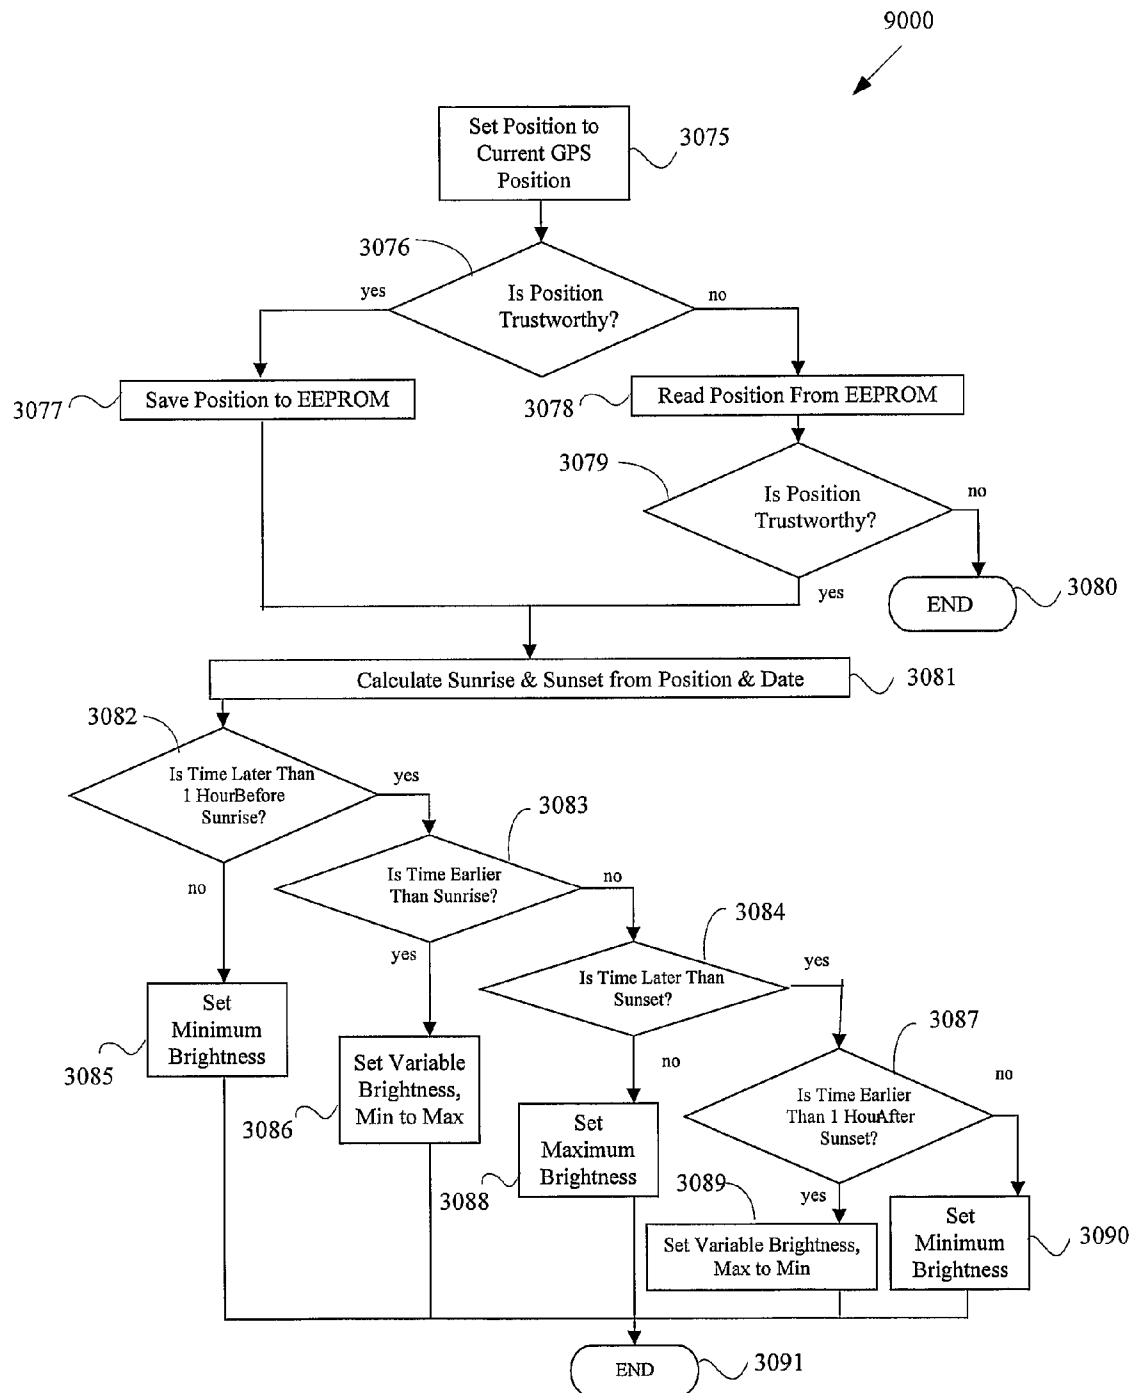 9000
Set Position to
Current GPS
Position
3075
3076
yes
no
Is Position
Trustworthy?
3077
Save Position to EEPROM
3078
Read Position From EEPROM
3079
Is Position
Trustworthy?
no
yes
END
3080
Calculate Sunrise & Sunset from Position & Date
3081
3082
Is Time Later Than
1 HourBefore
Sunrise?
yes
no
3083
Is Time Earlier
Than Sunrise?
no
yes
3084
Is Time Later Than
Sunset?
yes
no
3085
Set
Minimum
Brightness
3086
Set Variable
Brightness,
Min to Max
3087
Is Time Earlier
Than 1 HourAfter
Sunset?
no
yes
3088
Set
Maximum
Brightness
3089
Set Variable Brightness,
Max to Min
Set
Minimum
Brightness
3090
END
3091